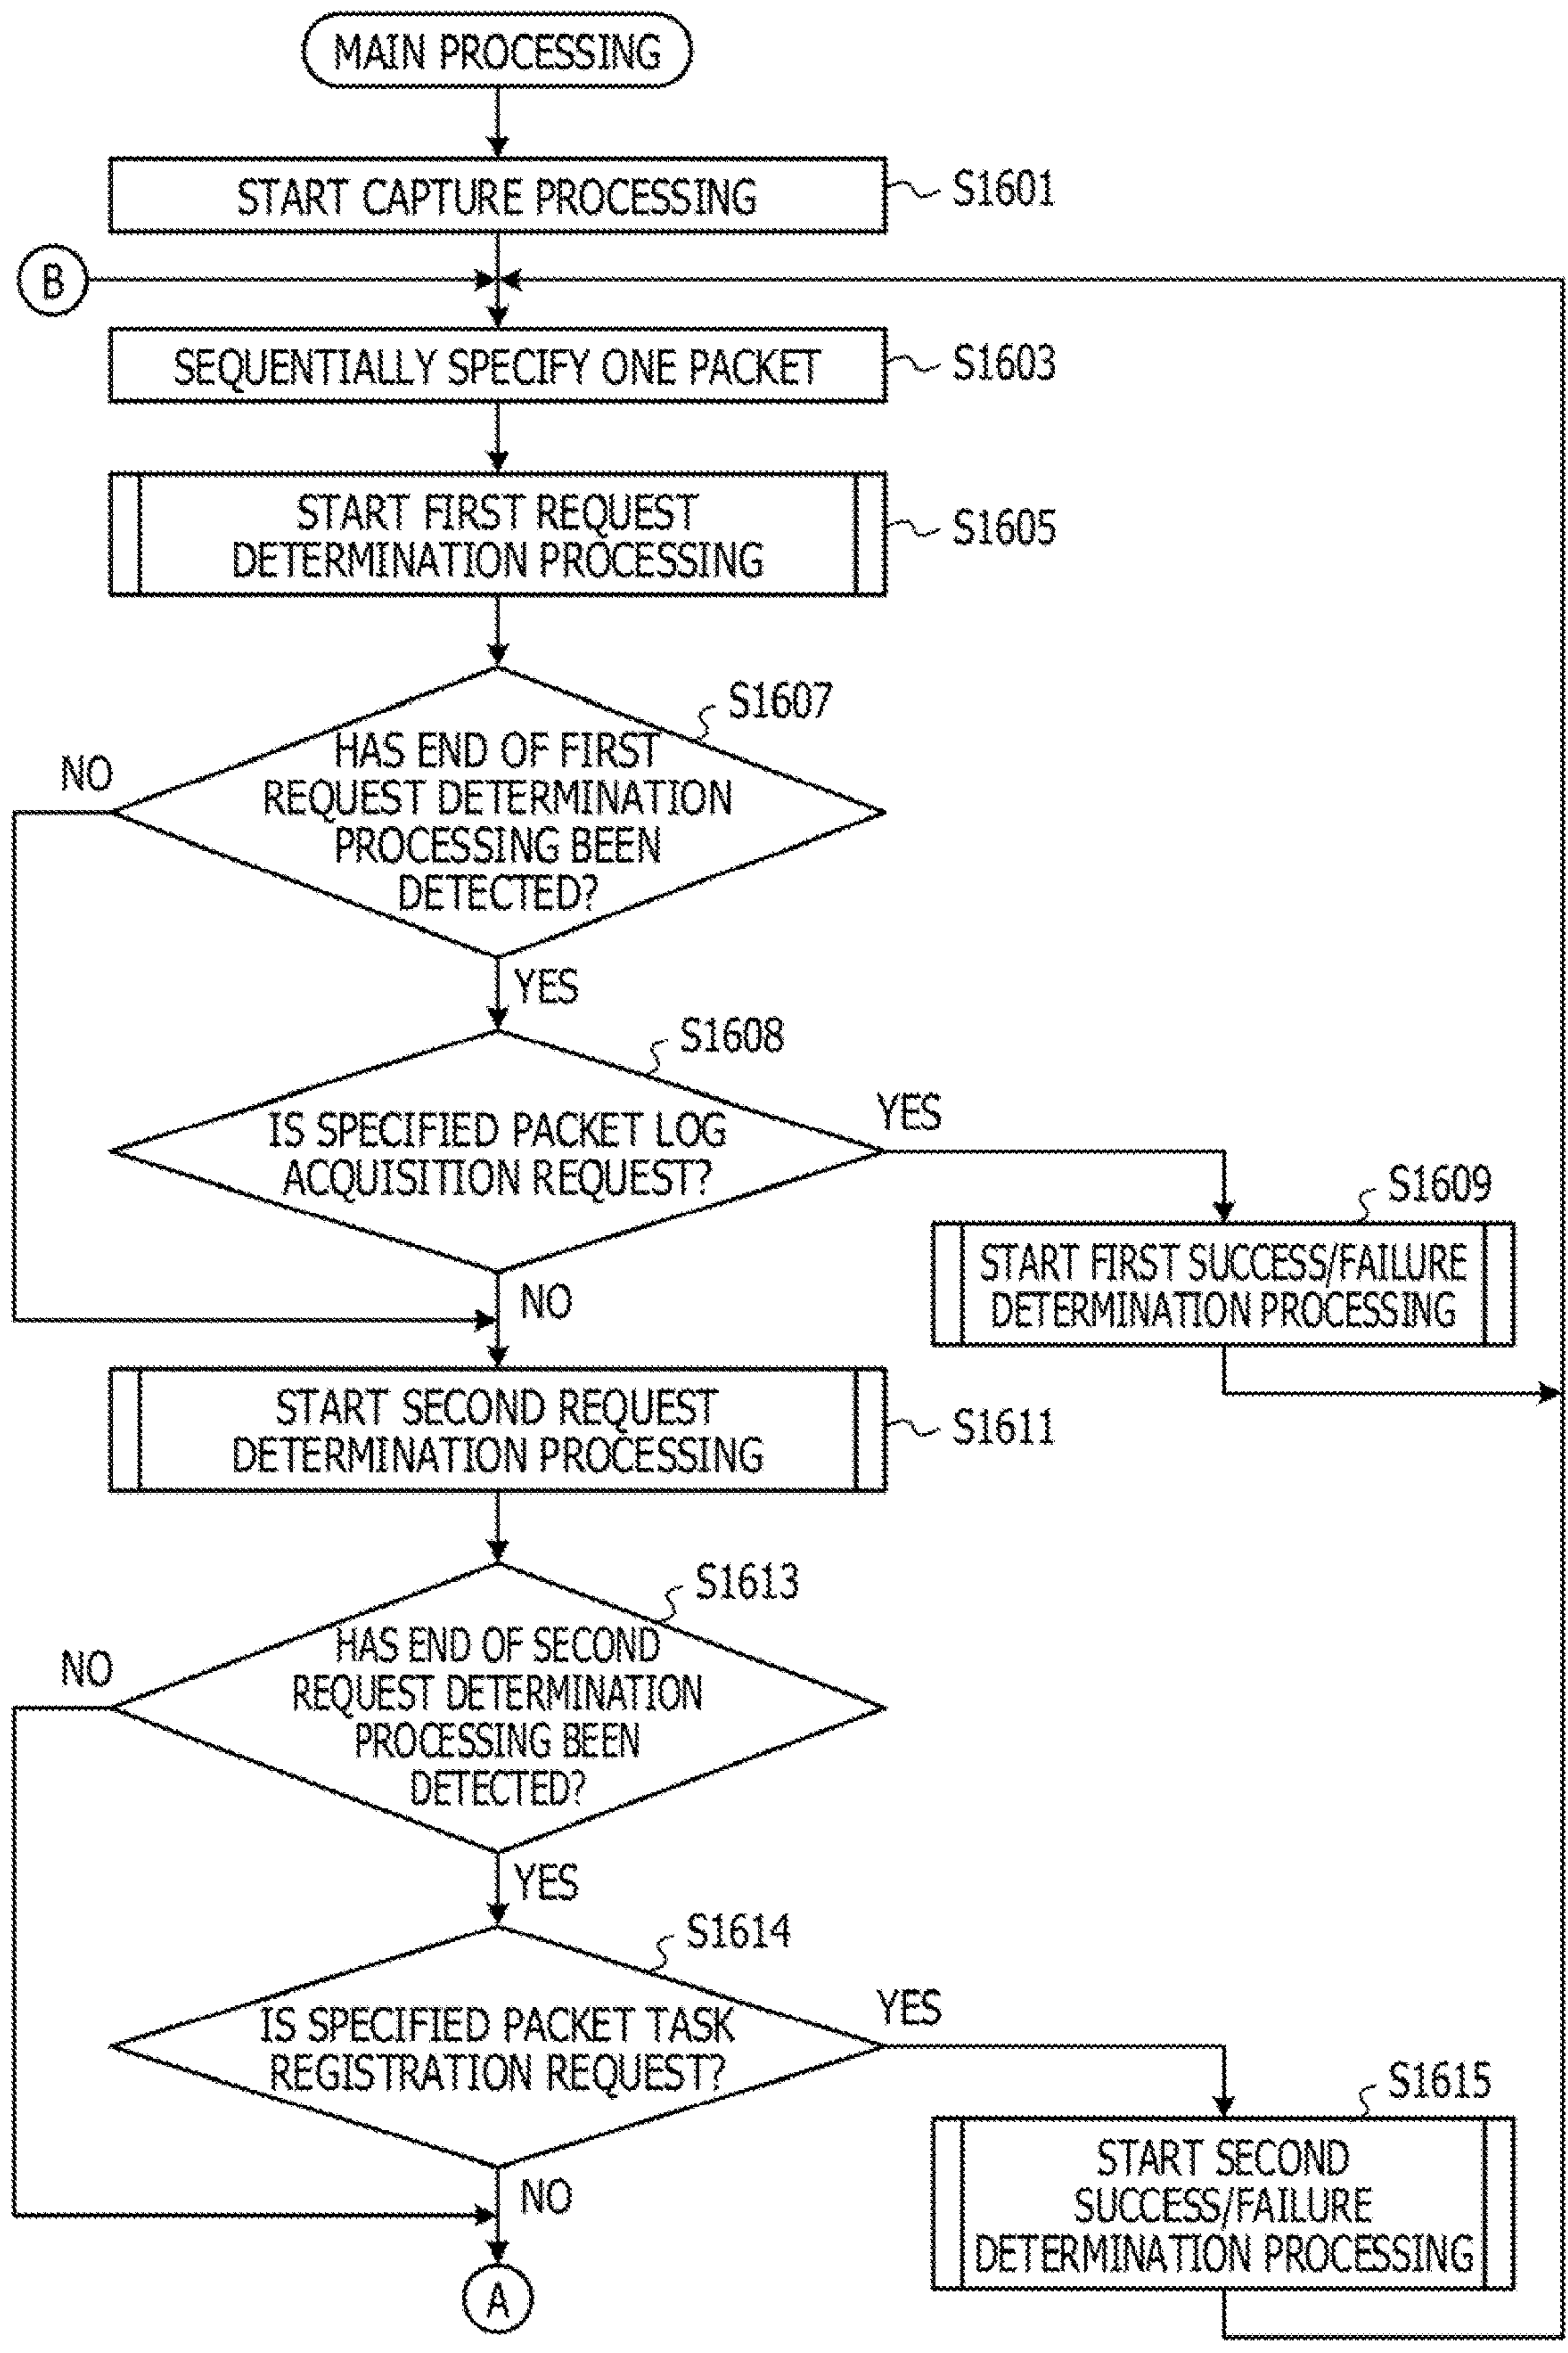 MAIN PROCESSING
START CAPTURE PROCESSING
S1601
B
SEQUENTIALLY SPECIFY ONE PACKET
S1603
START FIRST REQUEST
DETERMINATION PROCESSING
S1605
S1607
HAS END OF FIRST
REQUEST DETERMINATION
PROCESSING BEEN
DETECTED?
NO
YES
S1608
IS SPECIFIED PACKET LOG
ACQUISITION REQUEST?
YES
NO
S1609
START FIRST SUCCESS/FAILURE
DETERMINATION PROCESSING
START SECOND REQUEST
DETERMINATION PROCESSING
S1611
S1613
HAS END OF SECOND
REQUEST DETERMINATION
PROCESSING BEEN
DETECTED?
NO
YES
S1614
IS SPECIFIED PACKET TASK
REGISTRATION REQUEST?
YES
NO
S1615
START SECOND
SUCCESS/FAILURE
DETERMINATION PROCESSING
A